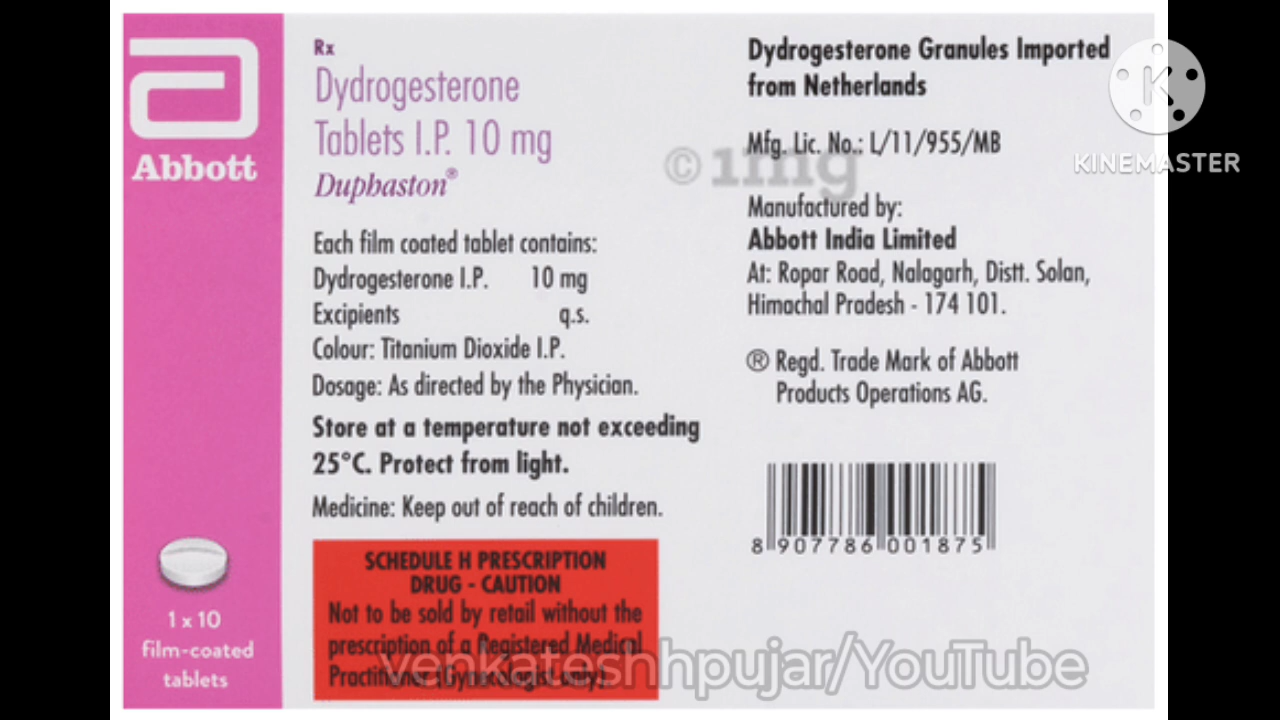 Abbott
1 x 10
film-coated
tablets
Rx
Dydrogesterone
Tablets I.P. 10 mg
Duphaston®
Each film coated tablet contains:
Dydrogesterone I.P. 10 mg
Excipients q.s.
Colour: Titanium Dioxide I.P.
Dosage: As directed by the Physician.
Store at a temperature not exceeding
25°C. Protect from light.
Medicine: Keep out of reach of children.
SCHEDULE H PRESCRIPTION
DRUG - CAUTION
Not to be sold by retail without the
prescription of a Registered Medical
Practitioner (Gynecologist only)
Dydrogesterone Granules Imported
from Netherlands
Mfg. Lic. No.: L/11/955/MB
©1mg
Manufactured by:
Abbott India Limited
At: Ropar Road, Nalagarh, Distt. Solan,
Himachal Pradesh - 174 101.
® Regd. Trade Mark of Abbott
Products Operations AG.
8 907786 001875
K
KINEMASTER
venkateshhpujar/YouTube